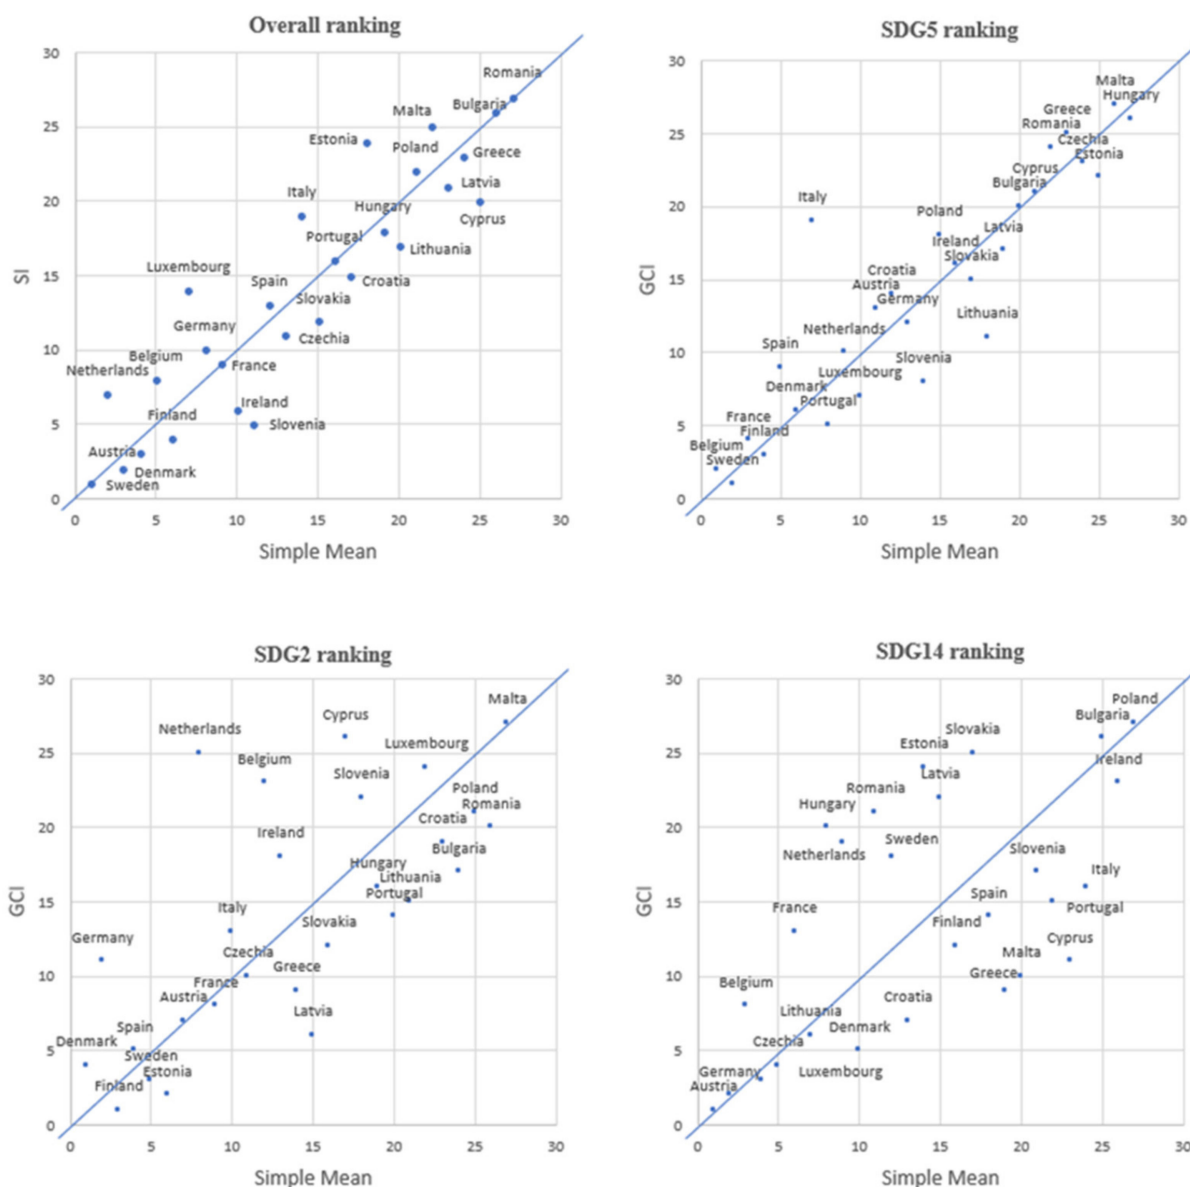 Overall ranking
30
25
20
15
10
5
0
SI
Romania
Bulgaria
Malta
Estonia
Poland
Greece
Latvia
Italy
Hungary
Cyprus
Portugal
Lithuania
Luxembourg
Spain
Croatia
Slovakia
Germany
Czechia
Belgium
Netherlands
France
Ireland
Finland
Slovenia
Austria
Denmark
Sweden
0 5 10 15 20 25 30
Simple Mean
SDG5 ranking
30
25
20
15
10
5
0
GCI
Malta
Hungary
Greece
Romania
Czechia
Estonia
Cyprus
Bulgaria
Italy
Poland
Latvia
Ireland
Slovakia
Croatia
Austria
Germany
Lithuania
Netherlands
Spain
Slovenia
Luxembourg
Denmark
Portugal
France
Finland
Belgium
Sweden
0 5 10 15 20 25 30
Simple Mean
SDG2 ranking
30
25
20
15
10
5
0
GCI
Malta
Cyprus
Netherlands
Luxembourg
Belgium
Slovenia
Poland
Romania
Croatia
Ireland
Bulgaria
Hungary
Lithuania
Portugal
Italy
Slovakia
Germany
Czechia
Greece
France
Austria
Latvia
Spain
Denmark
Sweden
Estonia
Finland
0 5 10 15 20 25 30
Simple Mean
SDG14 ranking
30
25
20
15
10
5
0
GCI
Poland
Bulgaria
Slovakia
Estonia
Ireland
Latvia
Romania
Hungary
Sweden
Netherlands
Slovenia
Italy
Spain
Portugal
France
Finland
Cyprus
Malta
Greece
Belgium
Croatia
Lithuania
Denmark
Czechia
Luxembourg
Germany
Austria
0 5 10 15 20 25 30
Simple Mean